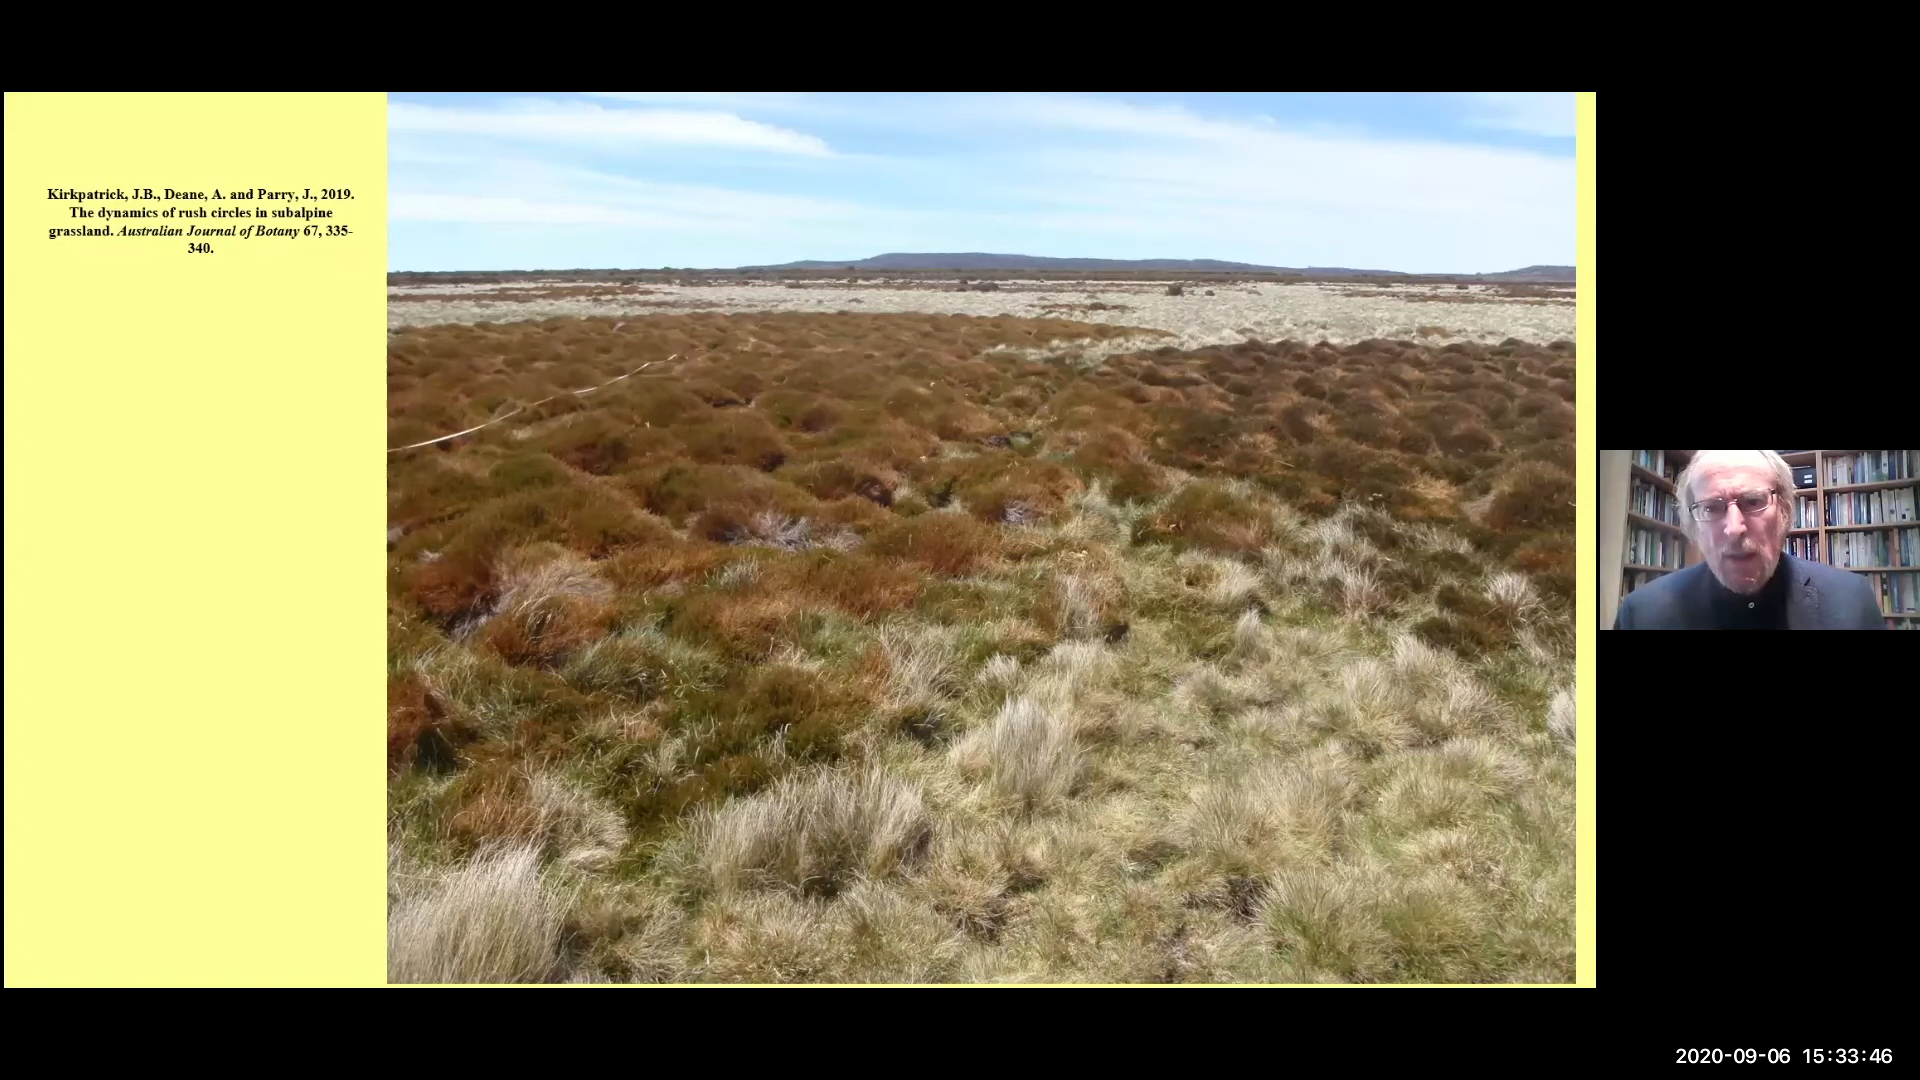 Kirkpatrick, J.B., Deane, A. and Parry, J., 2019.
The dynamics of rush circles in subalpine
grassland. Australian Journal of Botany 67, 335-
340.
2020-09-06 15:33:46